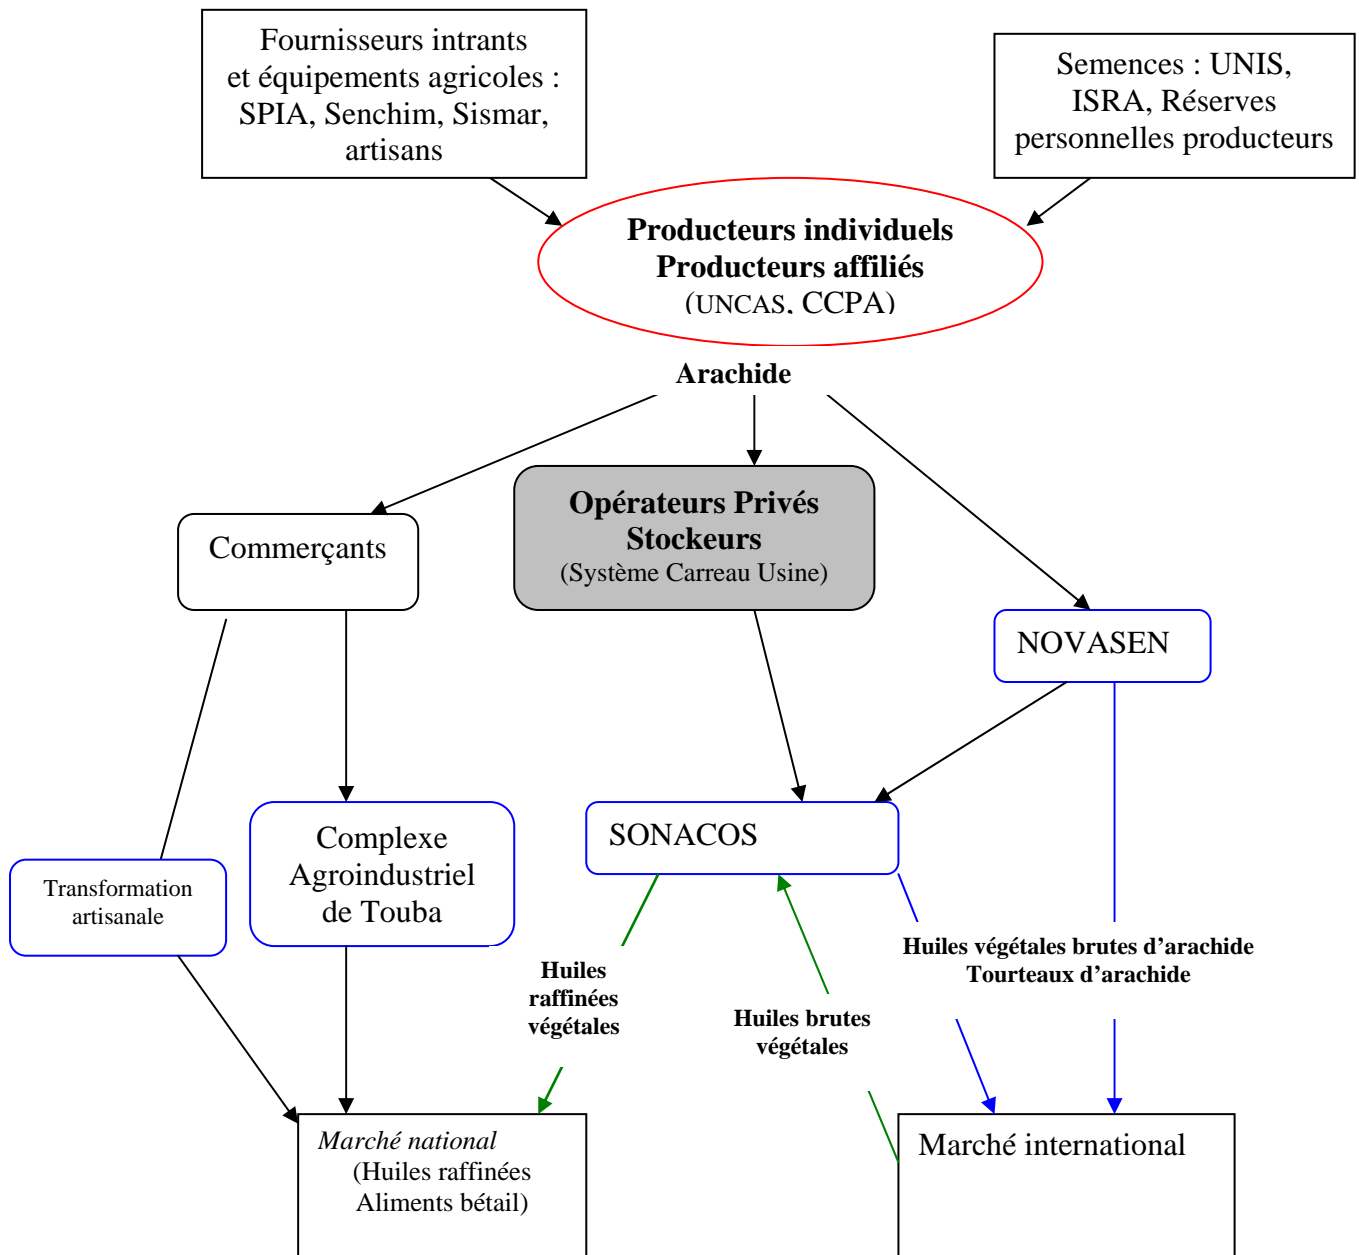 Fournisseurs intrants
et équipements agricoles :
SPIA, Senchim, Sismar,
artisans
Semences : UNIS,
ISRA, Réserves
personnelles producteurs
Producteurs individuels
Producteurs affiliés
(UNCAS, CCPA)
Arachide
Opérateurs Privés
Stockeurs
(Système Carreau Usine)
Commerçants
NOVASEN
Complexe
Agroindustriel
de Touba
SONACOS
Transformation
artisanale
Huiles
raffinées
végétales
Huiles brutes
végétales
Huiles végétales brutes d’arachide
Tourteaux d’arachide
Marché national
(Huiles raffinées
Aliments bétail)
Marché international